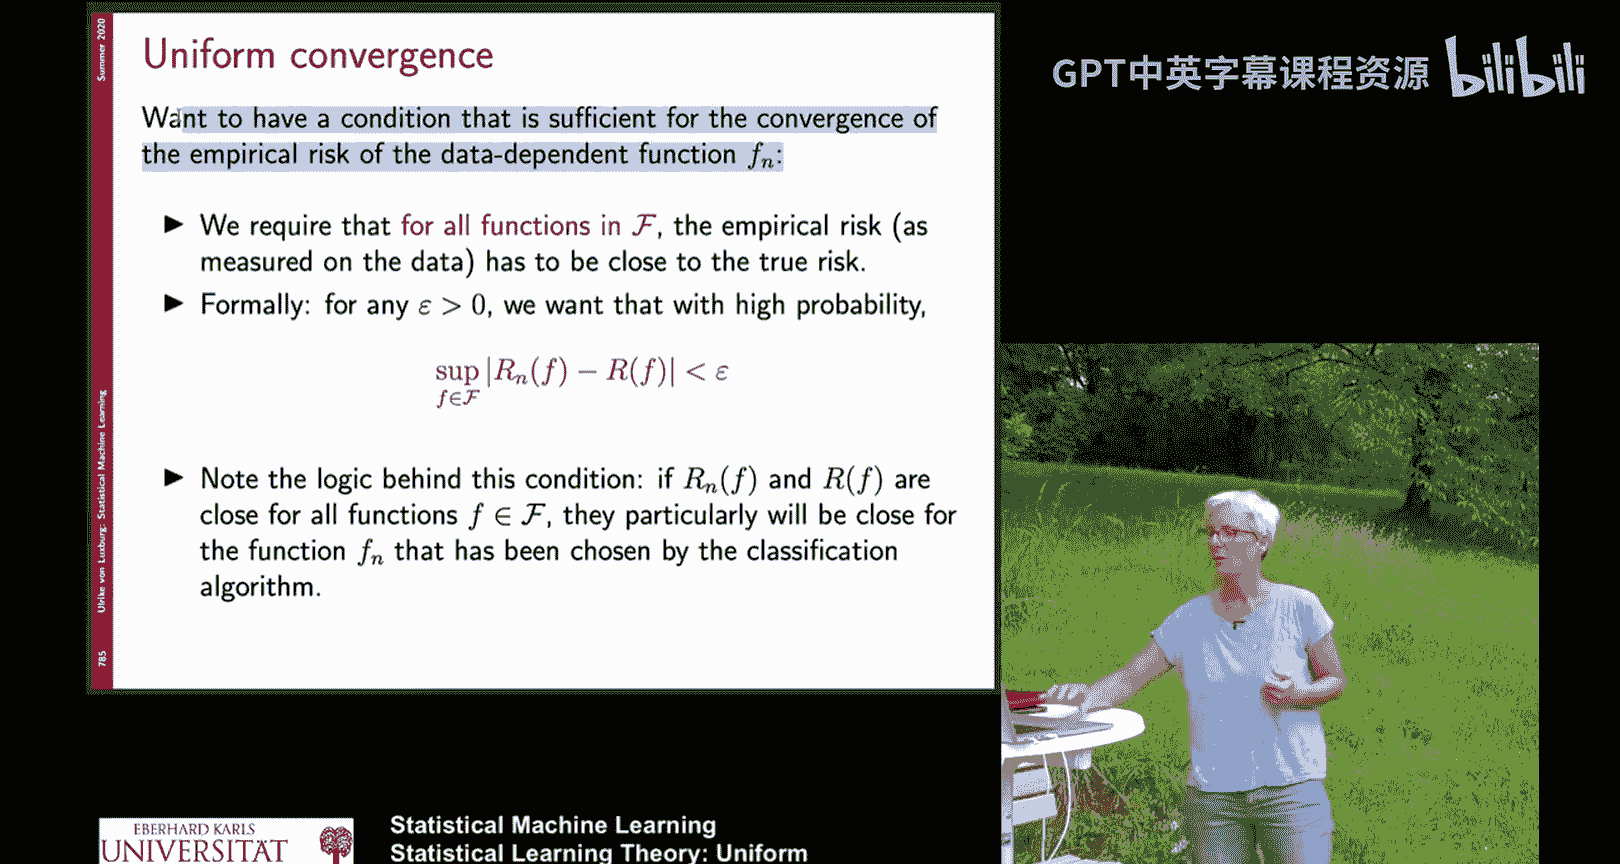 Uniform convergence
Want to have a condition that is sufficient for the convergence of
the empirical risk of the data-dependent function fₙ:
► We require that for all functions in ℱ, the empirical risk (as
measured on the data) has to be close to the true risk.
► Formally: for any ε > 0, we want that with high probability,
sup |Rₙ(f) − R(f)| < ε
f∈ℱ
► Note the logic behind this condition: if Rₙ(f) and R(f) are
close for all functions f ∈ ℱ, they particularly will be close for
the function fₙ that has been chosen by the classification
algorithm.
Summer 2020
Ulrike von Luxburg: Statistical Machine Learning
785
GPT中英字幕课程资源 bilibili
EBERHARD KARLS
UNIVERSITÄT
Statistical Machine Learning
Statistical Learning Theory: Uniform